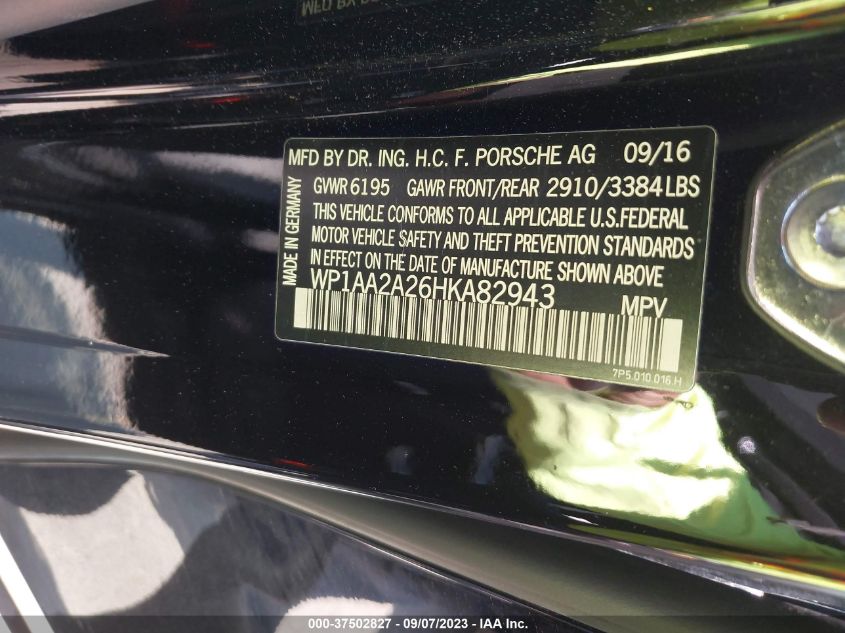 MFD BY DR. ING. H.C. F. PORSCHE AG 09/16
GVWR 6195 GAWR FRONT/REAR 2910/3384 LBS
THIS VEHICLE CONFORMS TO ALL APPLICABLE U.S.FEDERAL
MOTOR VEHICLE SAFETY AND THEFT PREVENTION STANDARDS
IN EFFECT ON THE DATE OF MANUFACTURE SHOWN ABOVE
WP1AA2A26HKA82943 MPV
7P5.010.016.H
MADE IN GERMANY
000-37502827 - 09/07/2023 - IAA Inc.